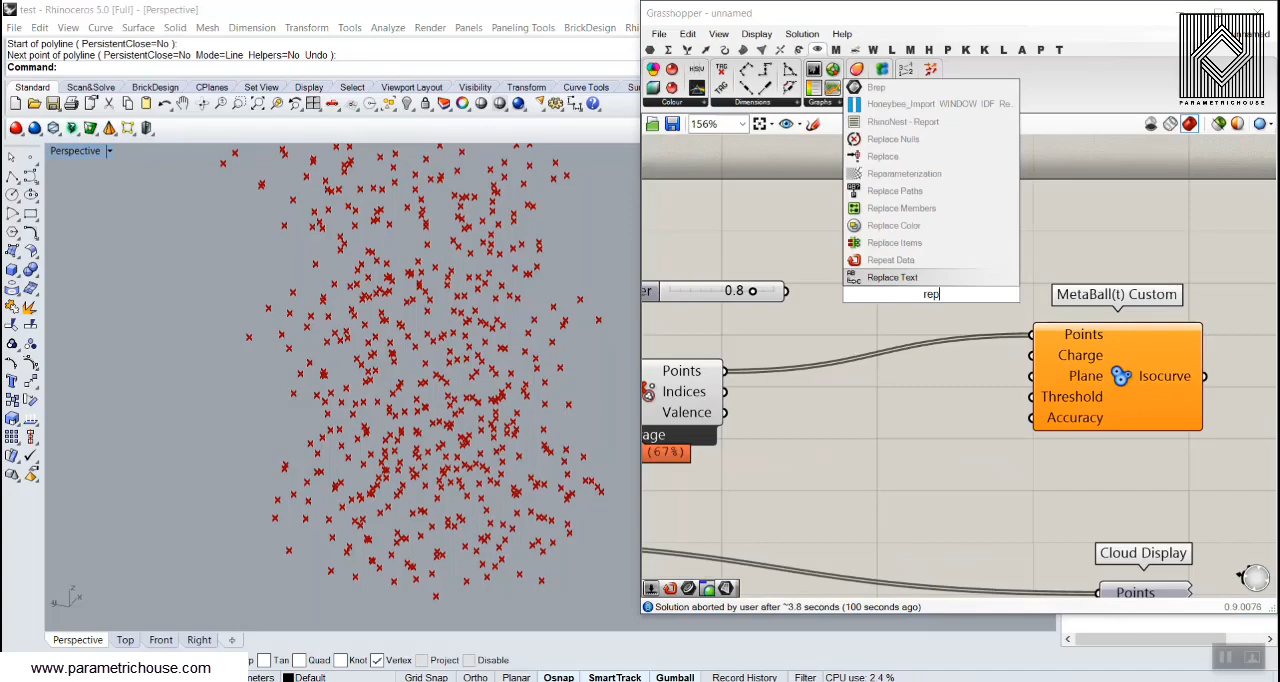 test - Rhinoceros 5.0 [Full] - [Perspective]
File Edit View Curve Surface Solid Mesh Dimension Transform Tools Analyze Render Panels Paneling Tools BrickDesign
Start of polyline ( PersistentClose=No ):
Next point of polyline ( PersistentClose=No Mode=Line Helpers=No Undo ):
Command:
Standard Scan&Solve BrickDesign CPlanes Set View Display Select Viewport Layout Visibility Transform Curve Tools
Perspective
Grasshopper - unnamed
File Edit View Display Solution Help
M W L M H P K K L A P T
PARAMETRICHOUSE
Colour Dimensions Graphs
156%
Brep
Honeybee_Import WINDOW IDF Re...
RhinoNest - Report
Replace Nulls
Replace
Reparameterization
Replace Paths
Replace Members
Replace Color
Replace Items
Repeat Data
Replace Text
rep
er 0.8
MetaBall(t) Custom
Points
Charge
Plane
Threshold
Accuracy
Isocurve
Points
Indices
Valence
age
(67%)
Cloud Display
Points
Solution aborted by user after ~3.8 seconds (100 seconds ago)
0.9.0076
Perspective Top Front Right
Tan Quad Knot Vertex Project Disable
www.parametrichouse.com
meters Default Grid Snap Ortho Planar Osnap SmartTrack Gumball Record History Filter CPU use: 2.4 %